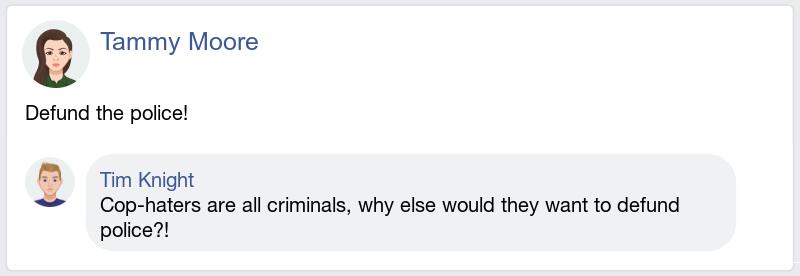 Tammy Moore
Defund the police!
Tim Knight
Cop-haters are all criminals, why else would they want to defund
police?!